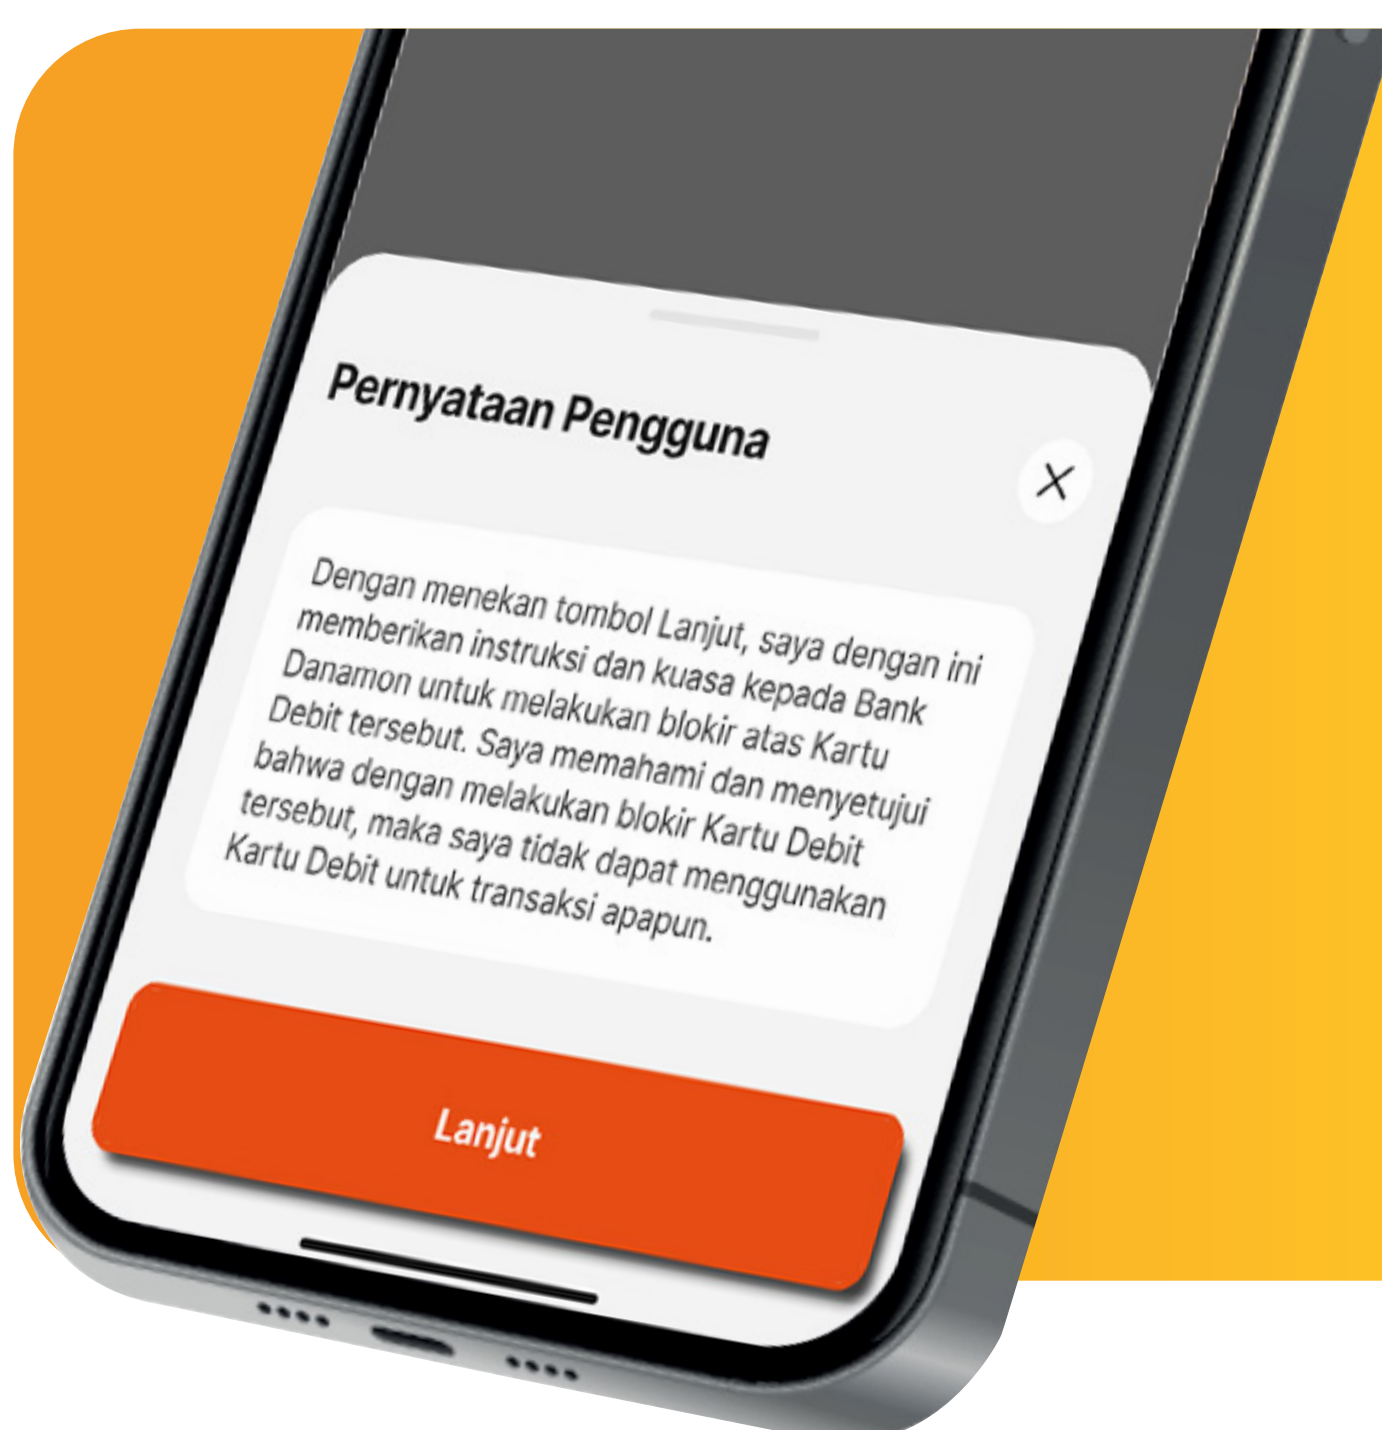 Pernyataan Pengguna
Dengan menekan tombol Lanjut, saya dengan ini
memberikan instruksi dan kuasa kepada Bank
Danamon untuk melakukan blokir atas Kartu
Debit tersebut. Saya memahami dan menyetujui
bahwa dengan melakukan blokir Kartu Debit
tersebut, maka saya tidak dapat menggunakan
Kartu Debit untuk transaksi apapun.
Lanjut